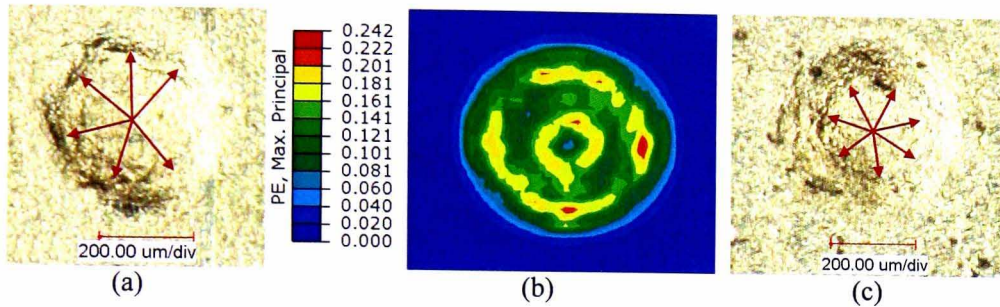 200.00 um/div
(a)
PE, Max. Principal
0.242
0.222
0.201
0.181
0.161
0.141
0.121
0.101
0.081
0.060
0.040
0.020
0.000
(b)
200.00 um/div
(c)